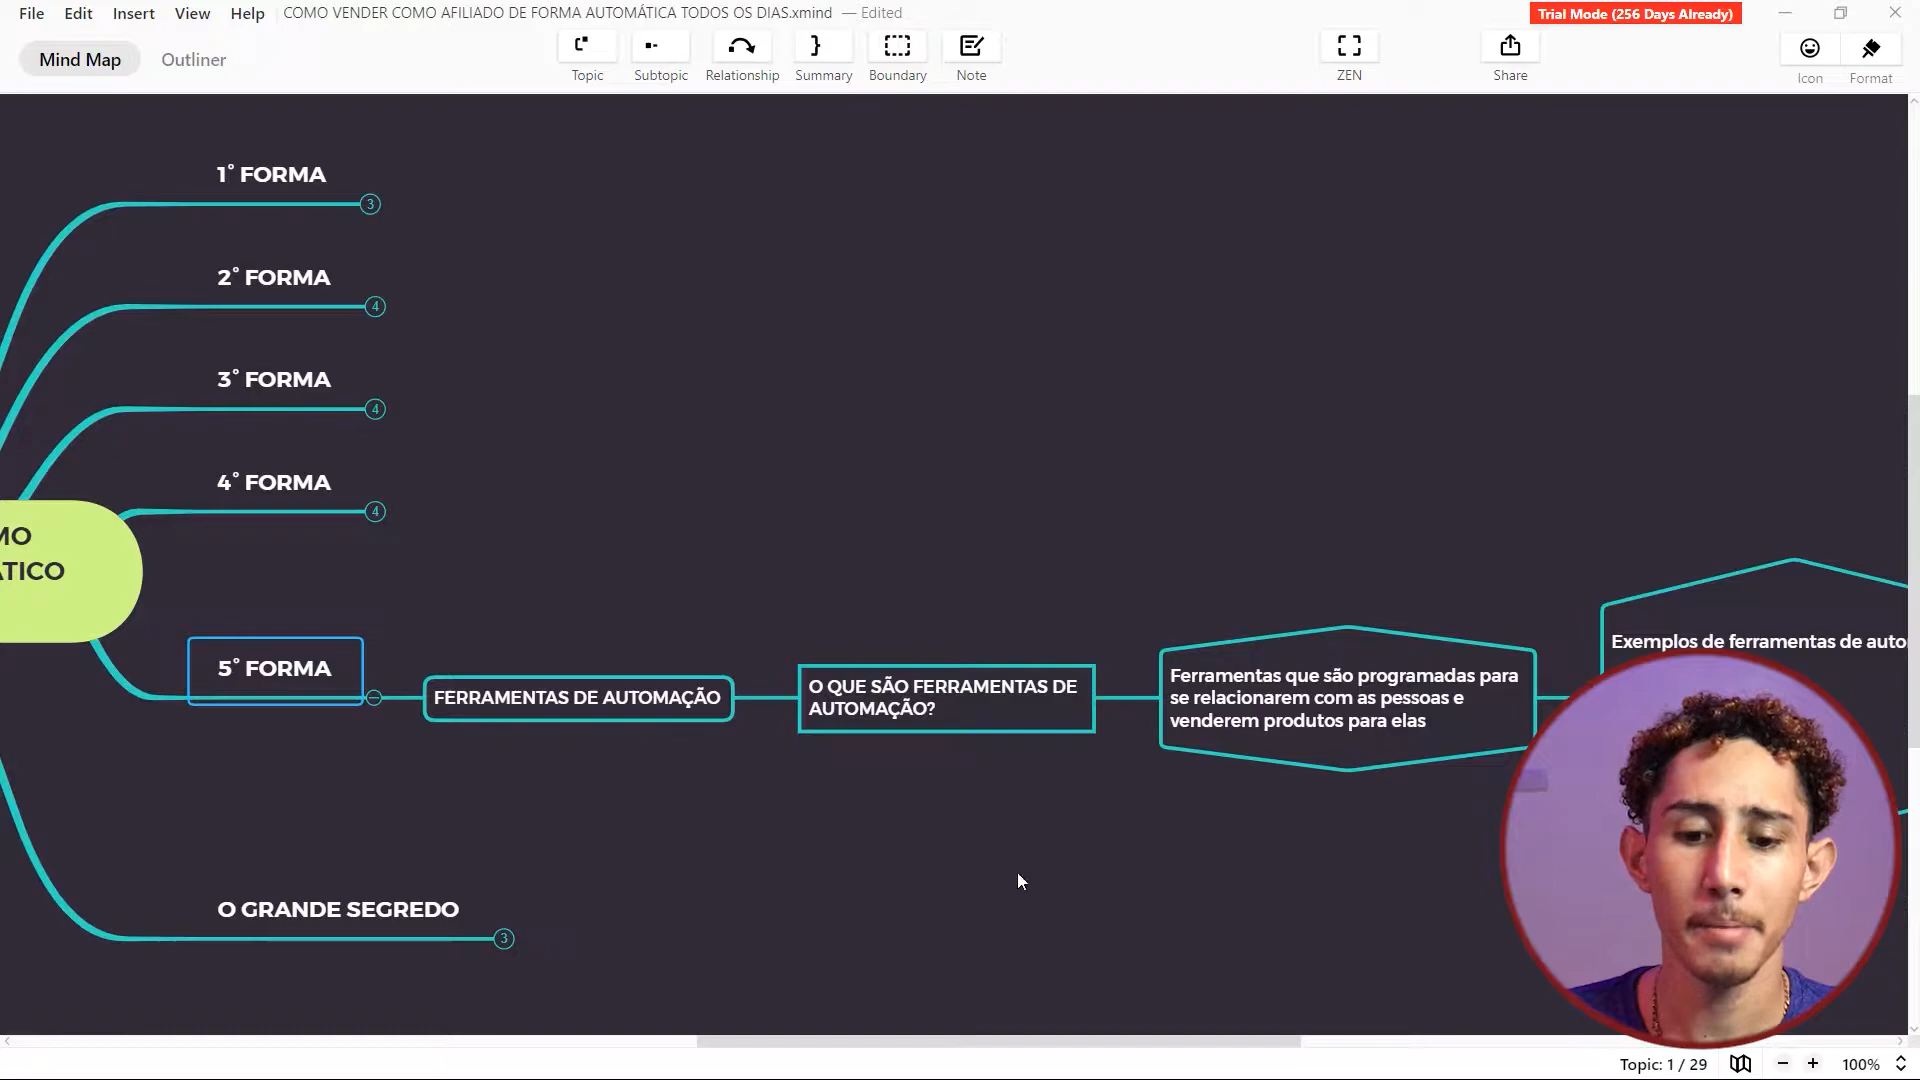 File Edit Insert View Help COMO VENDER COMO AFILIADO DE FORMA AUTOMÁTICA TODOS OS DIAS.xmind — Edited
Trial Mode (256 Days Already)
Mind Map Outliner
Topic Subtopic Relationship Summary Boundary Note ZEN Share Icon Format
1° FORMA
3
2° FORMA
4
3° FORMA
4
4° FORMA
4
MO
ÁTICO
5° FORMA
FERRAMENTAS DE AUTOMAÇÃO
O QUE SÃO FERRAMENTAS DE
AUTOMAÇÃO?
Ferramentas que são programadas para
se relacionarem com as pessoas e
venderem produtos para elas
Exemplos de ferramentas de auto
O GRANDE SEGREDO
3
Topic: 1 / 29
100%